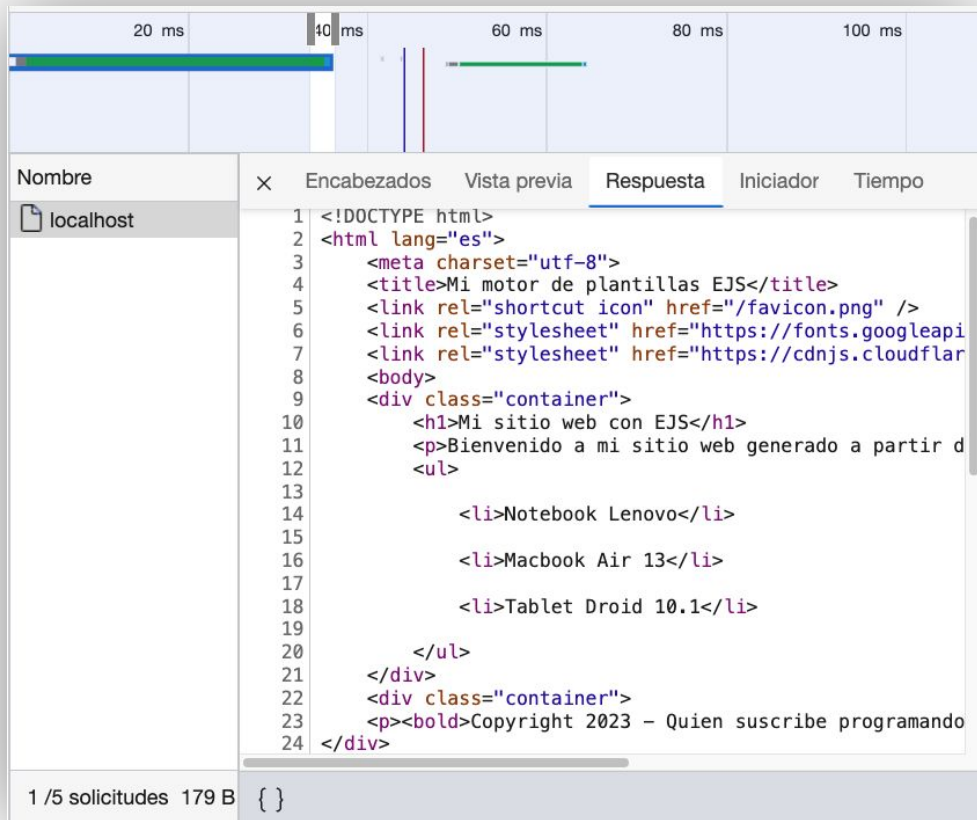 20 ms 40 ms 60 ms 80 ms 100 ms
Nombre
localhost
Encabezados Vista previa Respuesta Iniciador Tiempo
1 <!DOCTYPE html>
2 <html lang="es">
3 <meta charset="utf-8">
4 <title>Mi motor de plantillas EJS</title>
5 <link rel="shortcut icon" href="/favicon.png" />
6 <link rel="stylesheet" href="https://fonts.googleapi
7 <link rel="stylesheet" href="https://cdnjs.cloudflar
8 <body>
9 <div class="container">
10 <h1>Mi sitio web con EJS</h1>
11 <p>Bienvenido a mi sitio web generado a partir d
12 <ul>
13
14 <li>Notebook Lenovo</li>
15
16 <li>Macbook Air 13</li>
17
18 <li>Tablet Droid 10.1</li>
19
20 </ul>
21 </div>
22 <div class="container">
23 <p><bold>Copyright 2023 – Quien suscribe programando
24 </div>
1 /5 solicitudes 179 B { }